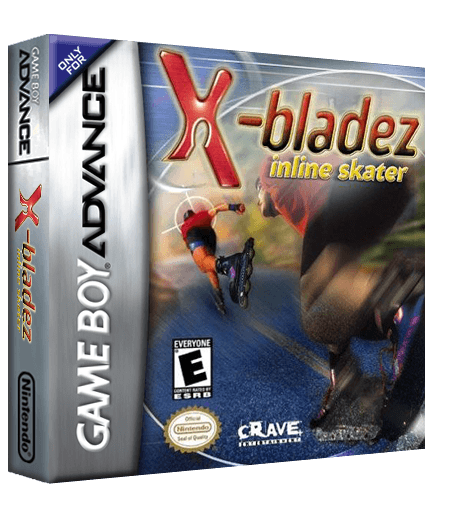 GAME BOY
ADVANCE
X-bladez
inline skater
Nintendo
ONLY
FOR
GAME BOY ADVANCE
X-bladez
inline skater
EVERYONE
E
CONTENT RATED BY
ESRB
Official
Nintendo
Seal of Quality
CRAVE
ENTERTAINMENT